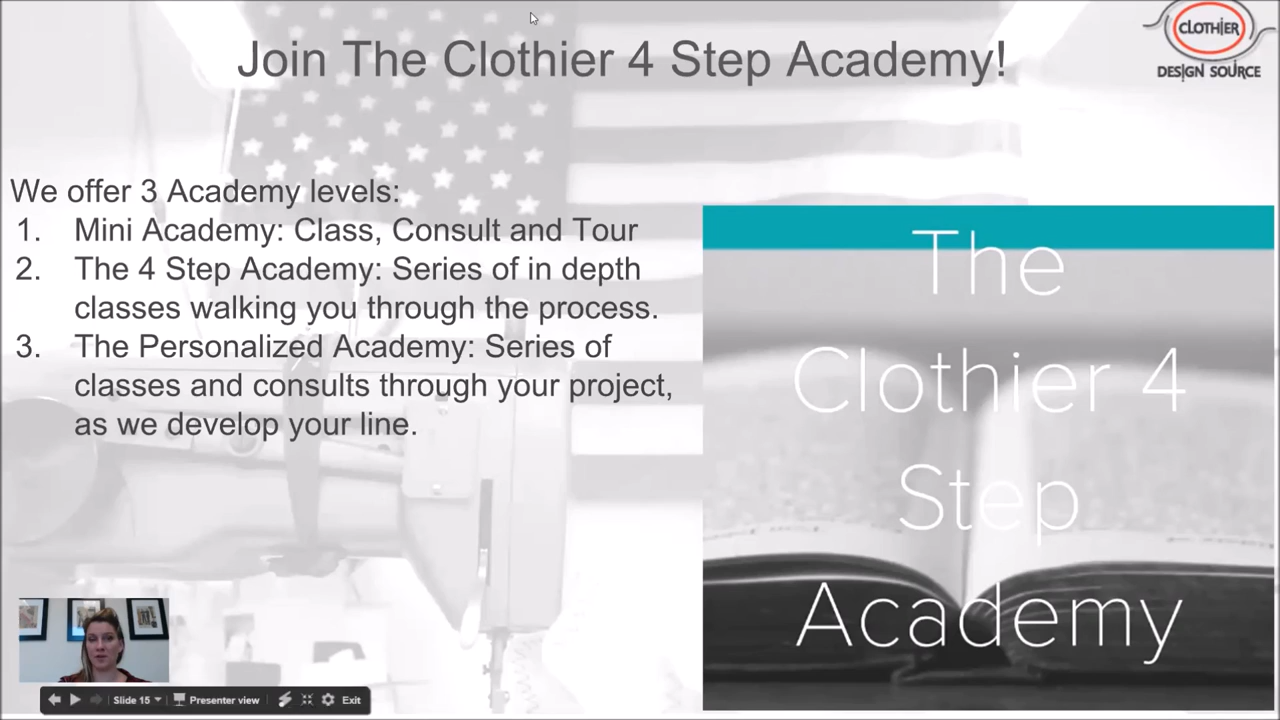 Join The Clothier 4 Step Academy!
CLOTHIER
DESIGN SOURCE
We offer 3 Academy levels:
1. Mini Academy: Class, Consult and Tour
2. The 4 Step Academy: Series of in depth
classes walking you through the process.
3. The Personalized Academy: Series of
classes and consults through your project,
as we develop your line.
The
Clothier 4
Step
Academy
Slide 15
Presenter view
Exit